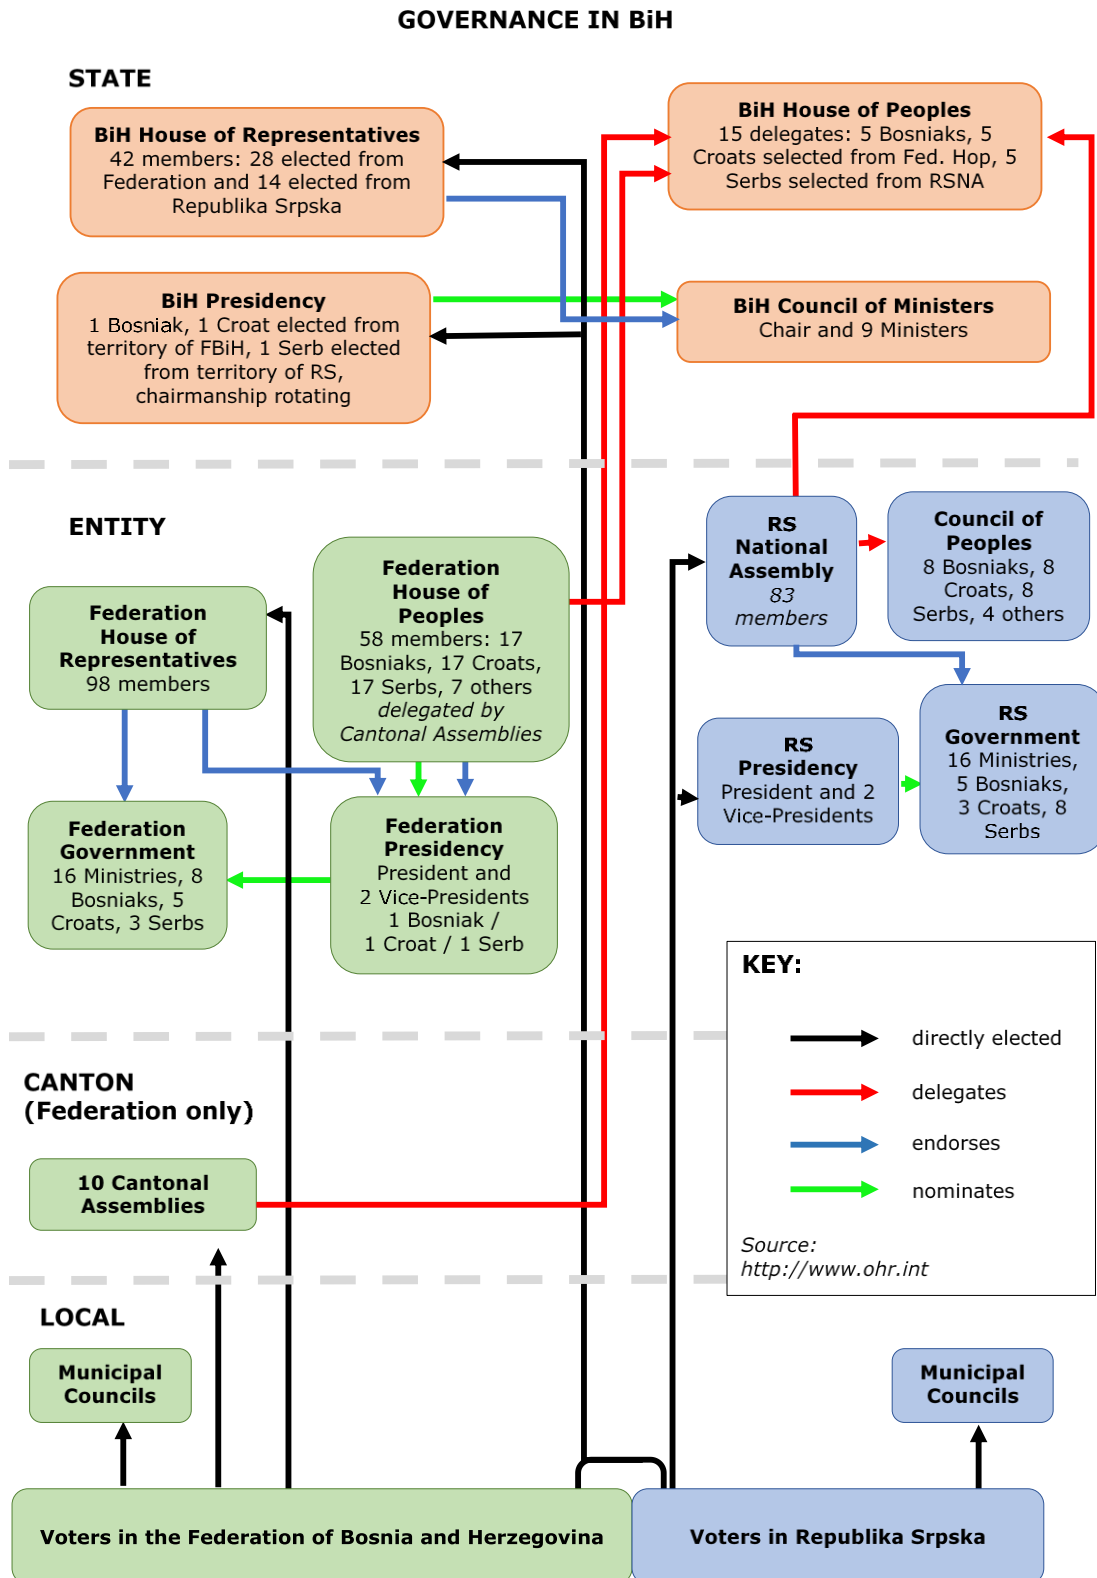 GOVERNANCE IN BiH
STATE
BiH House of Representatives
42 members: 28 elected from
Federation and 14 elected from
Republika Srpska
BiH House of Peoples
15 delegates: 5 Bosniaks, 5
Croats selected from Fed. Hop, 5
Serbs selected from RSNA
BiH Presidency
1 Bosniak, 1 Croat elected from
territory of FBiH, 1 Serb elected
from territory of RS,
chairmanship rotating
BiH Council of Ministers
Chair and 9 Ministers
ENTITY
Federation
House of
Representatives
98 members
Federation
House of
Peoples
58 members: 17
Bosniaks, 17 Croats,
17 Serbs, 7 others
delegated by
Cantonal Assemblies
RS
National
Assembly
83
members
Council of
Peoples
8 Bosniaks, 8
Croats, 8
Serbs, 4 others
Federation
Government
16 Ministries, 8
Bosniaks, 5
Croats, 3 Serbs
Federation
Presidency
President and
2 Vice-Presidents
1 Bosniak /
1 Croat / 1 Serb
RS
Presidency
President and 2
Vice-Presidents
RS
Government
16 Ministries,
5 Bosniaks,
3 Croats, 8
Serbs
KEY:
directly elected
delegates
endorses
nominates
Source:
http://www.ohr.int
CANTON
(Federation only)
10 Cantonal
Assemblies
LOCAL
Municipal
Councils
Municipal
Councils
Voters in the Federation of Bosnia and Herzegovina
Voters in Republika Srpska